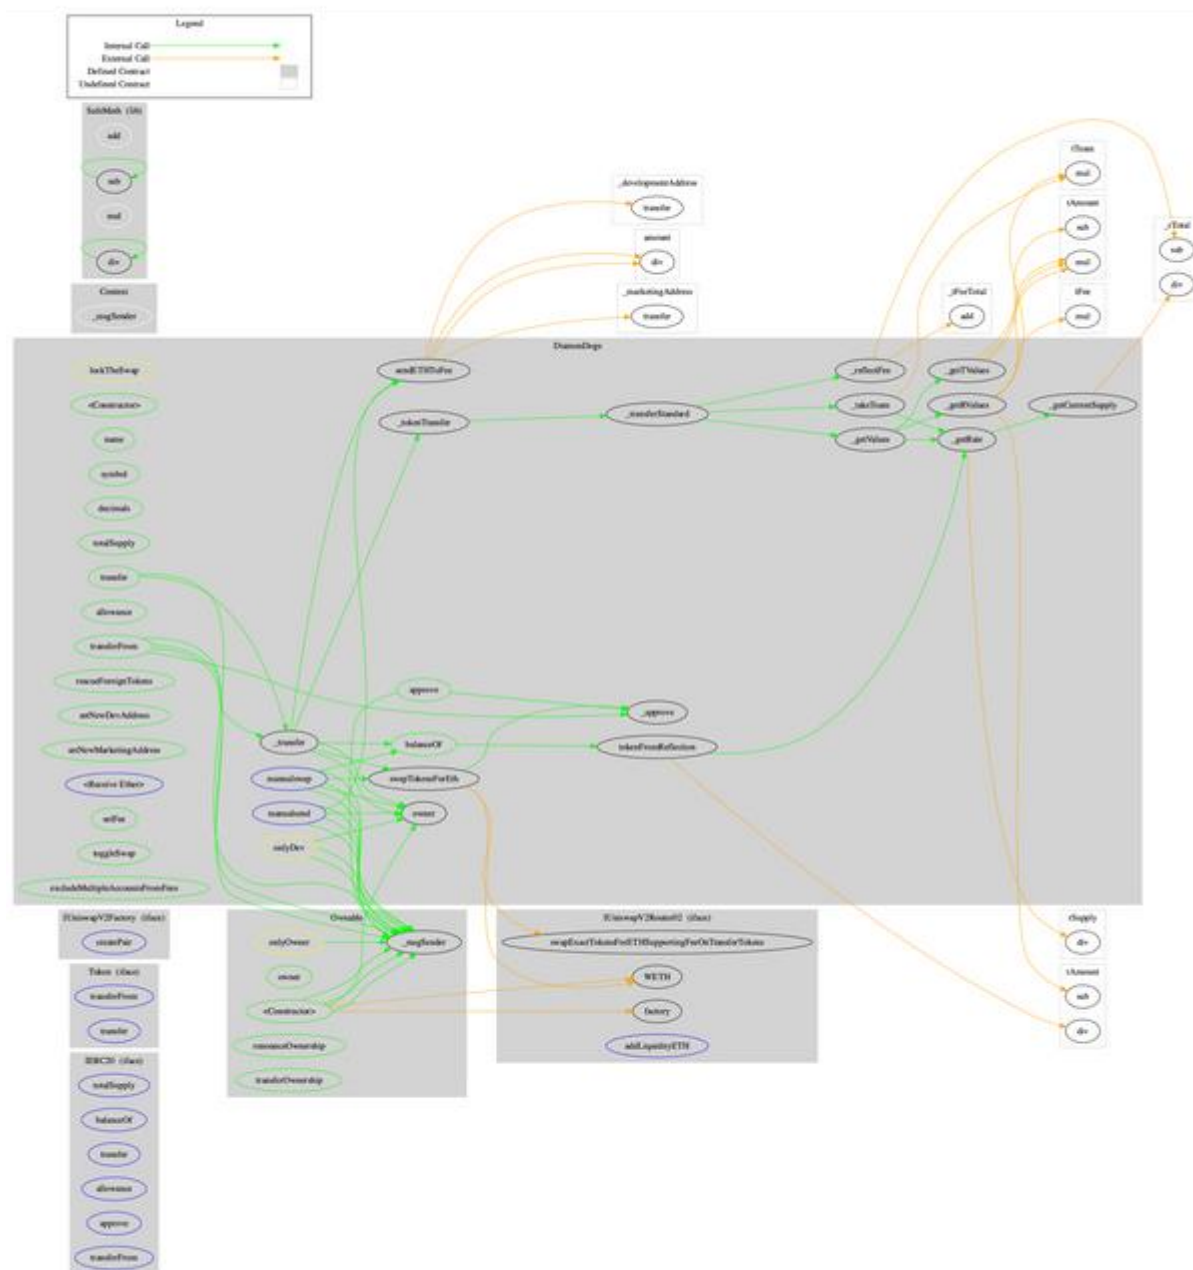 Legend
Internal Call
External Call
Defined Contract
Undefined Contract
SafeMath (lib)
add
sub
mul
div
Context
_msgSender
_developmentAddress
transfer
amount
div
_marketingAddress
transfer
_tFeeTotal
add
tTeam
mul
tAmount
sub
mul
tFee
mul
_rTotal
sub
div
lockTheSwap
<Constructor>
name
symbol
decimals
totalSupply
transfer
allowance
transferFrom
rescueForeignTokens
setNewDevAddress
setNewMarketingAddress
<Receive Ether>
setFee
toggleSwap
excludeMultipleAccountsFromFees
sendETHToFee
_tokenTransfer
_transferStandard
_reflectFee
_takeTeam
_getValues
_getTValues
_getRValues
_getRate
_getCurrentSupply
_transfer
manualswap
manualsend
onlyDev
approve
balanceOf
swapTokensForEth
owner
_approve
tokenFromReflection
IUniswapV2Factory (iface)
createPair
Token (iface)
transferFrom
transfer
IERC20 (iface)
totalSupply
balanceOf
transfer
allowance
approve
transferFrom
Ownable
onlyOwner
owner
<Constructor>
renounceOwnership
transferOwnership
_msgSender
IUniswapV2Router02 (iface)
swapExactTokensForETHSupportingFeeOnTransferTokens
WETH
factory
addLiquidityETH
rSupply
div
rAmount
sub
div